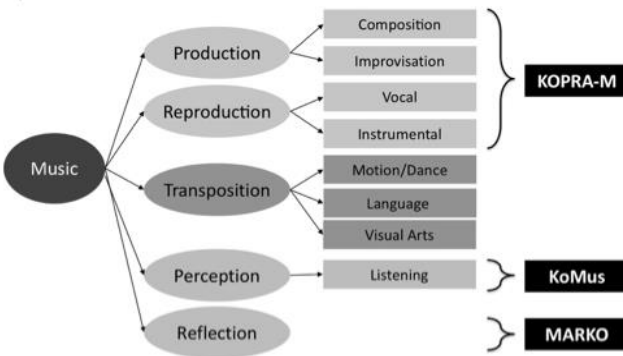 Music
Production
Reproduction
Transposition
Perception
Reflection
Composition
Improvisation
Vocal
Instrumental
Motion/Dance
Language
Visual Arts
Listening
KOPRA-M
KoMus
MARKO